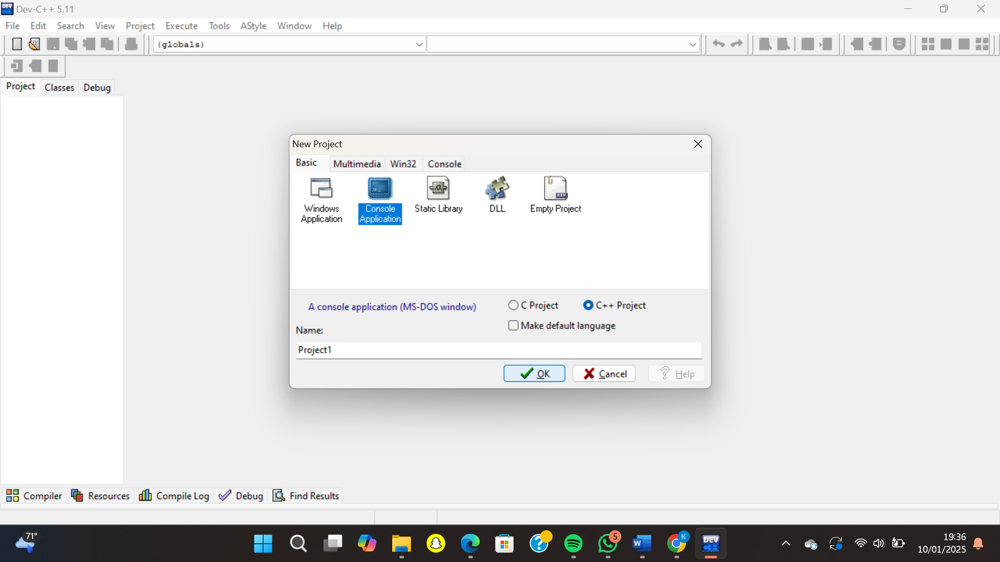 Dev-C++ 5.11
File Edit Search View Project Execute Tools AStyle Window Help
(globals)
Project Classes Debug
New Project
Basic Multimedia Win32 Console
Windows Application
Console Application
Static Library
DLL
Empty Project
A console application (MS-DOS window)
C Project C++ Project
Make default language
Name:
Project1
OK Cancel Help
Compiler Resources Compile Log Debug Find Results
71°
5
W
K
DEV C++
19:36
10/01/2025